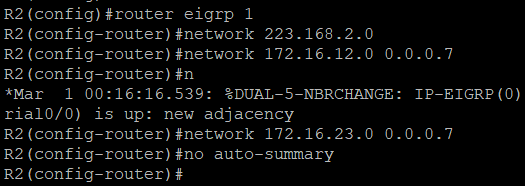 R2(config)#router eigrp 1
R2(config-router)#network 223.168.2.0
R2(config-router)#network 172.16.12.0 0.0.0.7
R2(config-router)#n
*Mar  1 00:16:16.539: %DUAL-5-NBRCHANGE: IP-EIGRP(0)
rial0/0) is up: new adjacency
R2(config-router)#network 172.16.23.0 0.0.0.7
R2(config-router)#no auto-summary
R2(config-router)#